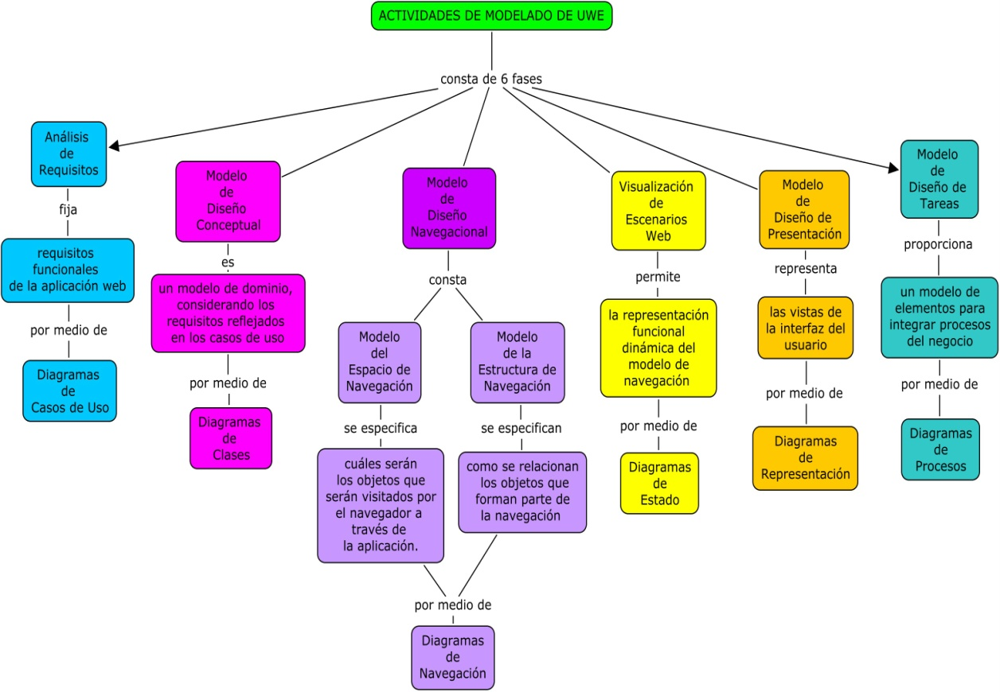 ACTIVIDADES DE MODELADO DE UWE
consta de 6 fases
Análisis
de
Requisitos
fija
requisitos
funcionales
de la aplicación web
por medio de
Diagramas
de
Casos de Uso
Modelo
de
Diseño
Conceptual
es
un modelo de dominio,
considerando los
requisitos reflejados
en los casos de uso
por medio de
Diagramas
de
Clases
Modelo
de
Diseño
Navegacional
consta
Modelo
del
Espacio de
Navegación
se especifica
cuáles serán
los objetos que
serán visitados por
el navegador a
través de
la aplicación.
Modelo
de la
Estructura de
Navegación
se especifican
como se relacionan
los objetos que
forman parte de
la navegación
por medio de
Diagramas
de
Navegación
Visualización
de
Escenarios
Web
permite
la representación
funcional
dinámica del
modelo de
navegación
por medio de
Diagramas
de
Estado
Modelo
de
Diseño de
Presentación
representa
las vistas de
la interfaz del
usuario
por medio de
Diagramas
de
Representación
Modelo
de
Diseño de
Tareas
proporciona
un modelo de
elementos para
integrar procesos
del negocio
por medio de
Diagramas
de
Procesos